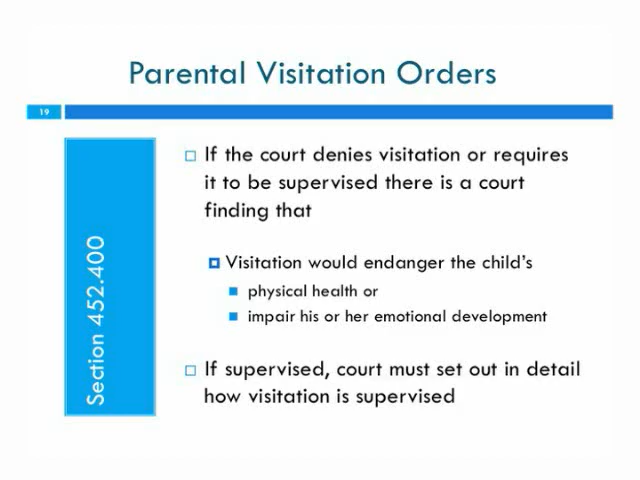 Parental Visitation Orders
19
Section 452.400
If the court denies visitation or requires
it to be supervised there is a court
finding that
Visitation would endanger the child's
physical health or
impair his or her emotional development
If supervised, court must set out in detail
how visitation is supervised